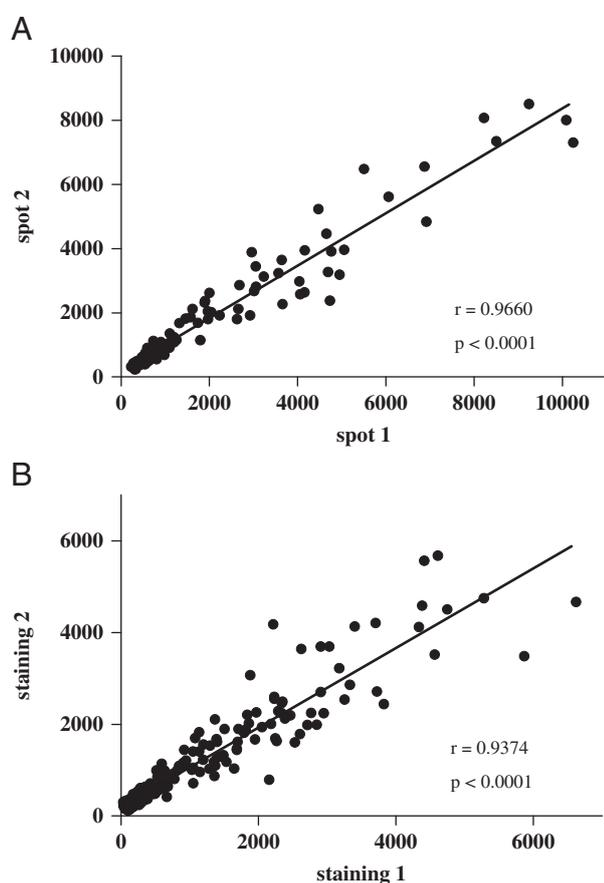 A
10000
8000
6000
4000
2000
0
spot 2
r = 0.9660
p < 0.0001
0 2000 4000 6000 8000 10000
spot 1
B
6000
4000
2000
0
staining 2
r = 0.9374
p < 0.0001
0 2000 4000 6000
staining 1